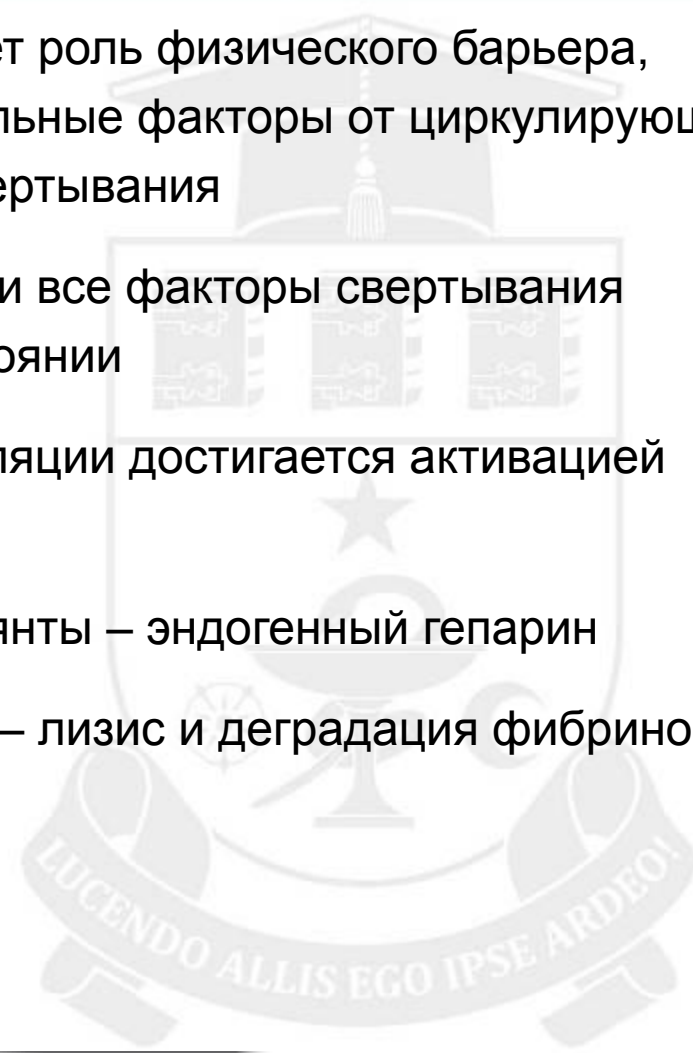 ет роль физического барьера,
льные факторы от циркулирующ
ертывания
и все факторы свертывания
оянии
ляции достигается активацией
янты – эндогенный гепарин
– лизис и деградация фибрино
LUCENDO ALLIS EGO IPSE ARDEO!